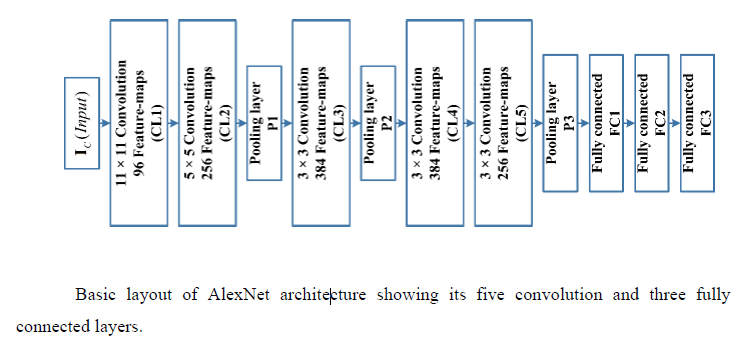 I_c (Input)
11 × 11 Convolution
96 Feature-maps
(CL1)
5 × 5 Convolution
256 Feature-maps
(CL2)
Pooling layer
P1
3 × 3 Convolution
384 Feature-maps
(CL3)
Pooling layer
P2
3 × 3 Convolution
384 Feature-maps
(CL4)
3 × 3 Convolution
256 Feature-maps
(CL5)
Pooling layer
P3
Fully connected
FC1
Fully connected
FC2
Fully connected
FC3
Basic layout of AlexNet architecture showing its five convolution and three fully
connected layers.